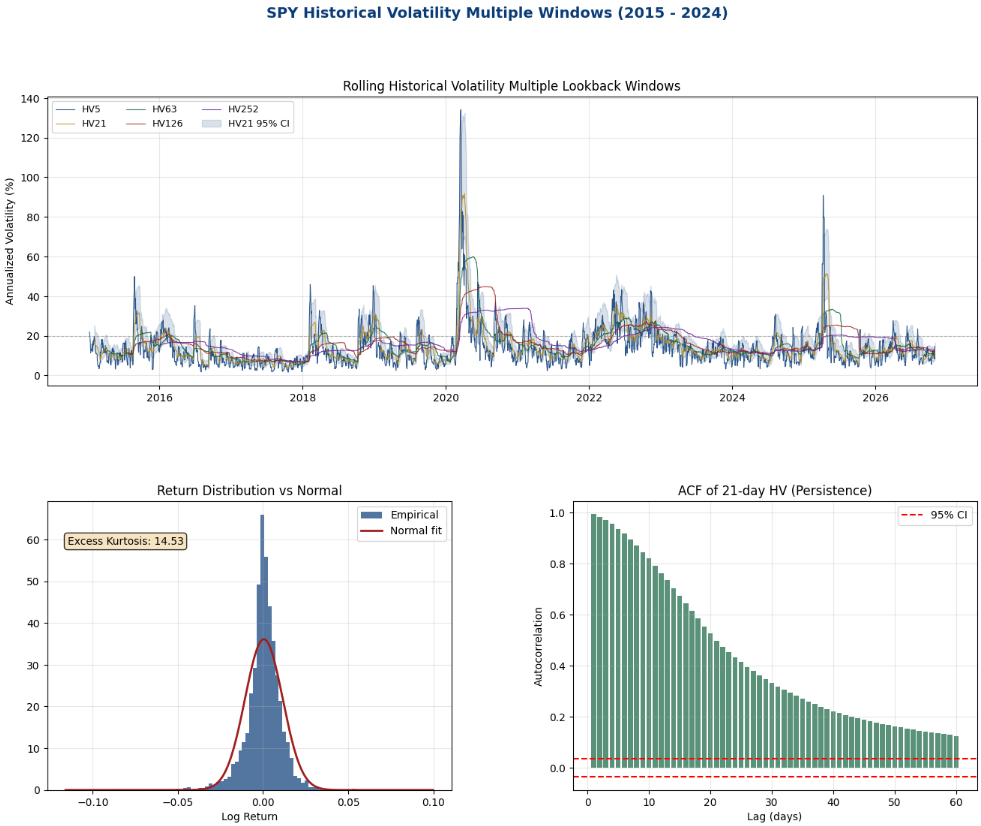 SPY Historical Volatility Multiple Windows (2015 - 2024)
Rolling Historical Volatility Multiple Lookback Windows
Annualized Volatility (%)
140
120
100
80
60
40
20
0
HV5 HV63 HV252
HV21 HV126 HV21 95% CI
2016 2018 2020 2022 2024 2026
Return Distribution vs Normal
Excess Kurtosis: 14.53
Empirical
Normal fit
60
50
40
30
20
10
0
−0.10 −0.05 0.00 0.05 0.10
Log Return
ACF of 21-day HV (Persistence)
95% CI
Autocorrelation
1.0
0.8
0.6
0.4
0.2
0.0
0 10 20 30 40 50 60
Lag (days)